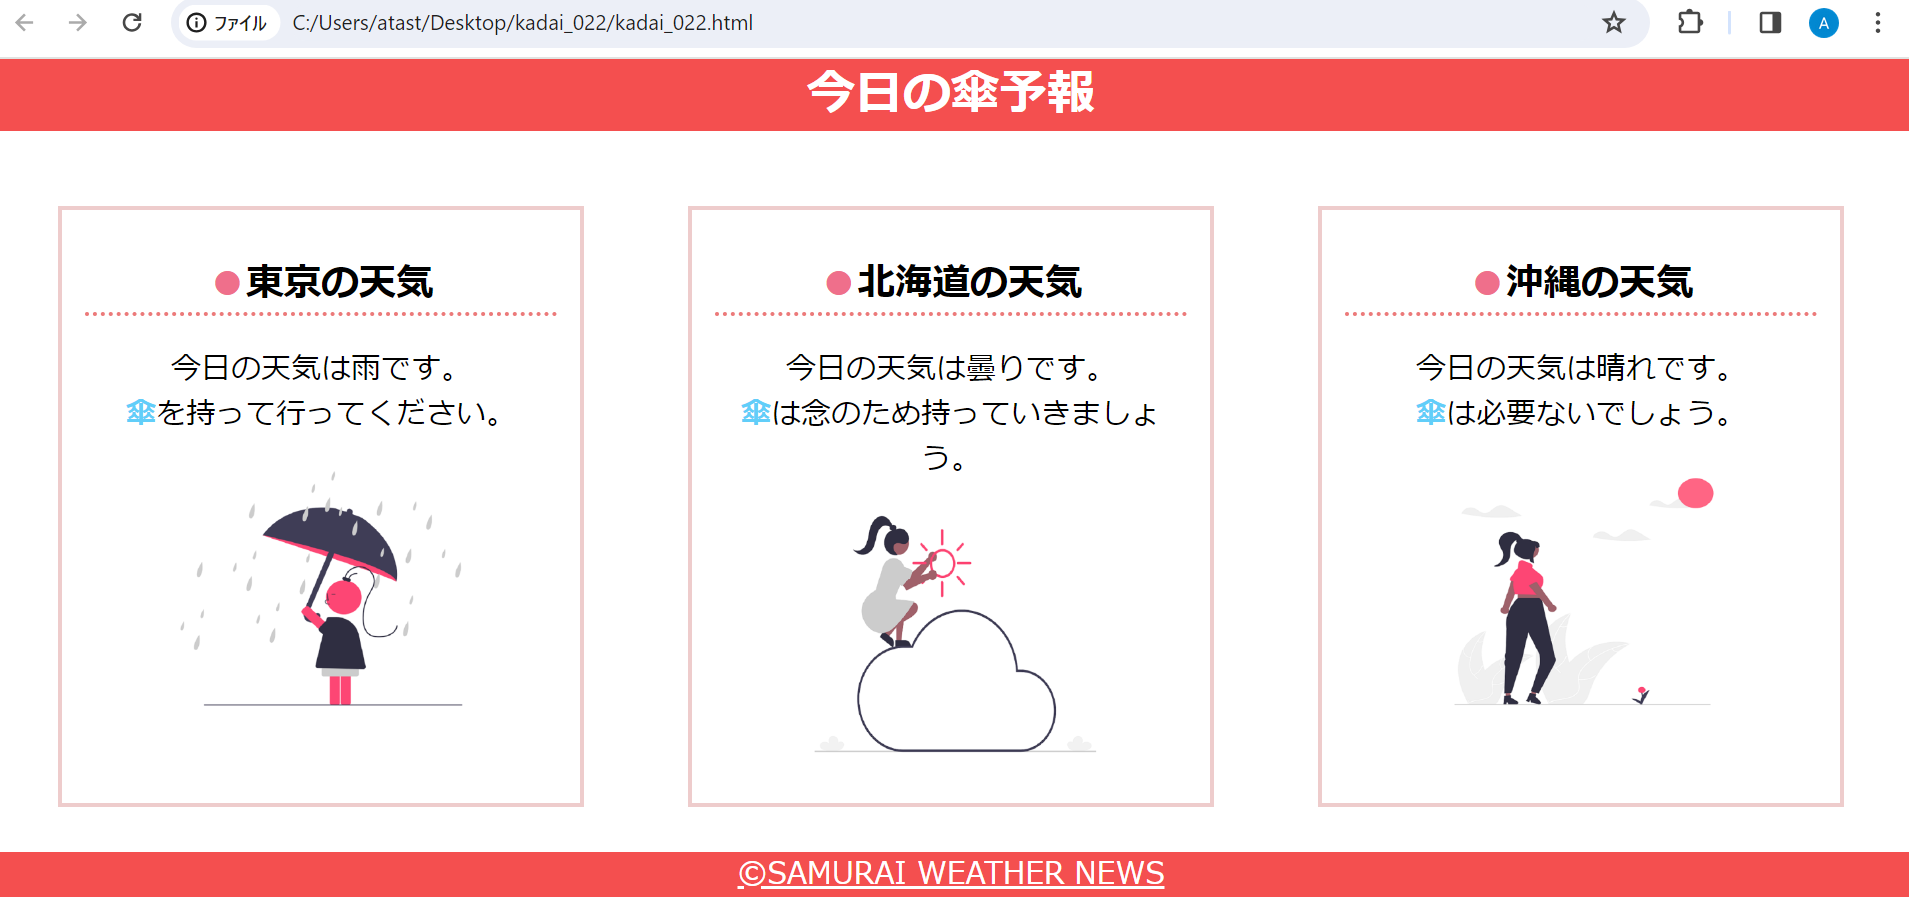 ファイル C:/Users/atast/Desktop/kadai_022/kadai_022.html A
今日の傘予報
●東京の天気
今日の天気は雨です。
傘を持って行ってください。
●北海道の天気
今日の天気は曇りです。
傘は念のため持っていきましょ
う。
●沖縄の天気
今日の天気は晴れです。
傘は必要ないでしょう。
©SAMURAI WEATHER NEWS